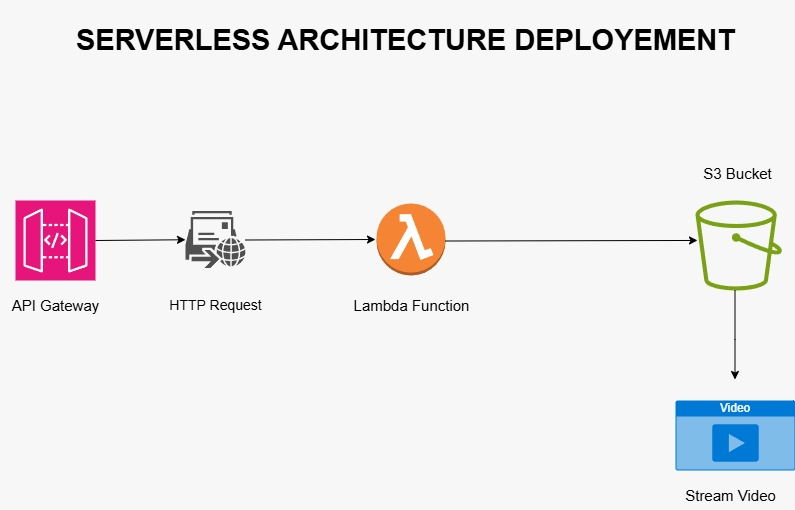 SERVERLESS ARCHITECTURE DEPLOYEMENT
S3 Bucket
</>
API Gateway
HTTP Request
λ
Lambda Function
Video
Stream Video